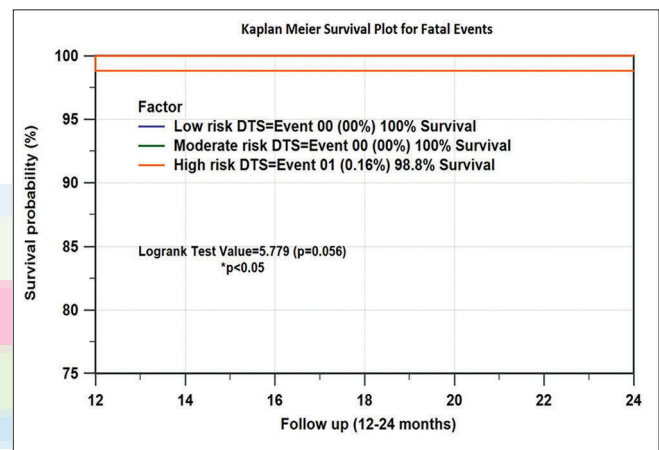 Kaplan Meier Survival Plot for Fatal Events
100
95
90
85
80
75
Survival probability (%)
Factor
Low risk DTS=Event 00 (00%) 100% Survival
Moderate risk DTS=Event 00 (00%) 100% Survival
High risk DTS=Event 01 (0.16%) 98.8% Survival
Logrank Test Value=5.779 (p=0.056)
*p<0.05
12 14 16 18 20 22 24
Follow up (12-24 months)